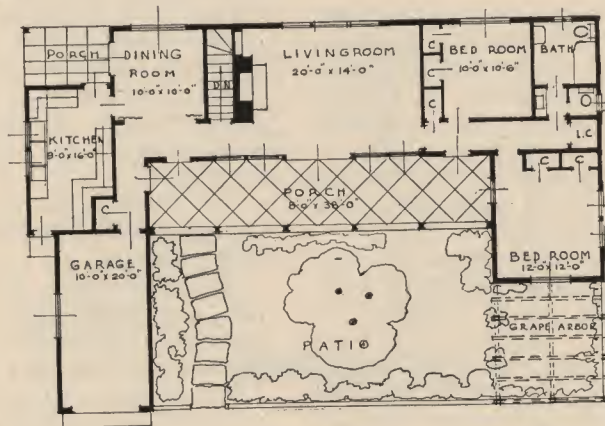 PORCH
DINING
ROOM
10'-0" x 10'-0"
DN
LIVINGROOM
20'-0" x 14'-0"
C
C
C
BED ROOM
10'-0" x 10'-6"
BATH
KITCHEN
8'-0" x 16'-0"
L.C
C
C
C
PORCH
8'-0" x 38'-0"
GARAGE
10'-0" x 20'-0"
BED ROOM
12'-0" x 12'-0"
GRAPE ARBOR
PATIO